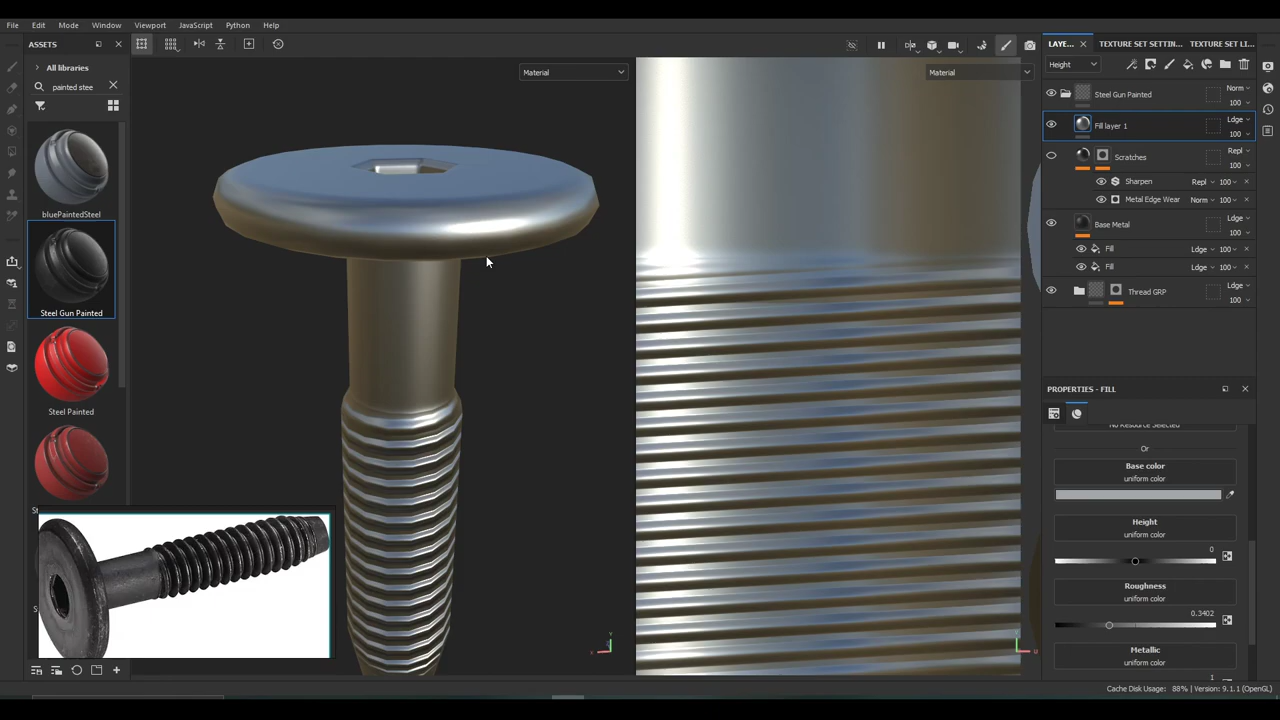 File Edit Mode Window Viewport JavaScript Python Help
ASSETS
All libraries
painted stee
bluePaintedSteel
Steel Gun Painted
Steel Painted
Material
Material
LAYE...
TEXTURE SET SETTIN...
TEXTURE SET LI...
Height
Steel Gun Painted
Norm
100
Fill layer 1
Ldge
100
Scratches
Repl
100
Sharpen
Repl
100
Metal Edge Wear
Norm
100
Base Metal
Ldge
100
Fill
Ldge
100
Fill
Ldge
100
Thread GRP
Ldge
100
PROPERTIES - FILL
No Resource Selected
Or
Base color
uniform color
Height
uniform color
0
Roughness
uniform color
0.3402
Metallic
uniform color
1
Cache Disk Usage: 88% | Version: 9.1.1 (OpenGL)